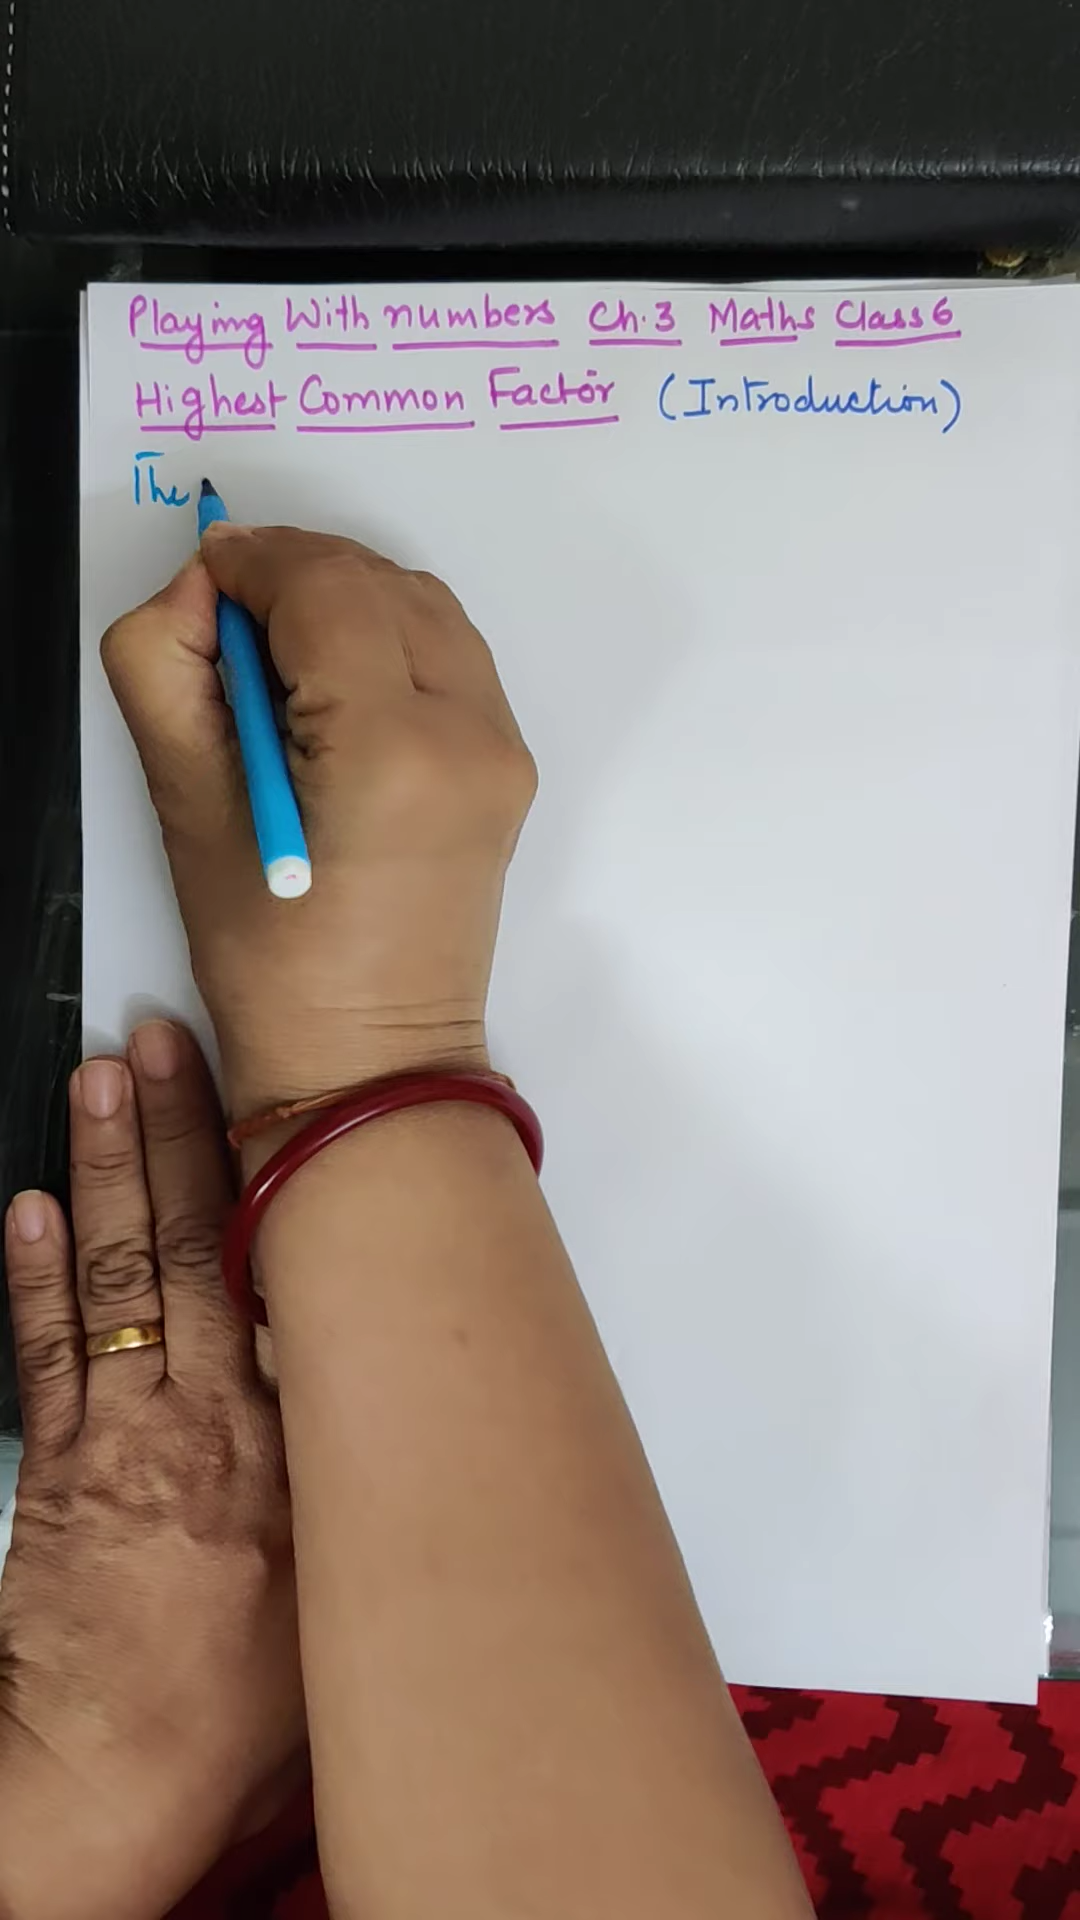 Playing With numbers Ch.3 Maths Class 6
Highest Common Factor (Introduction)
The